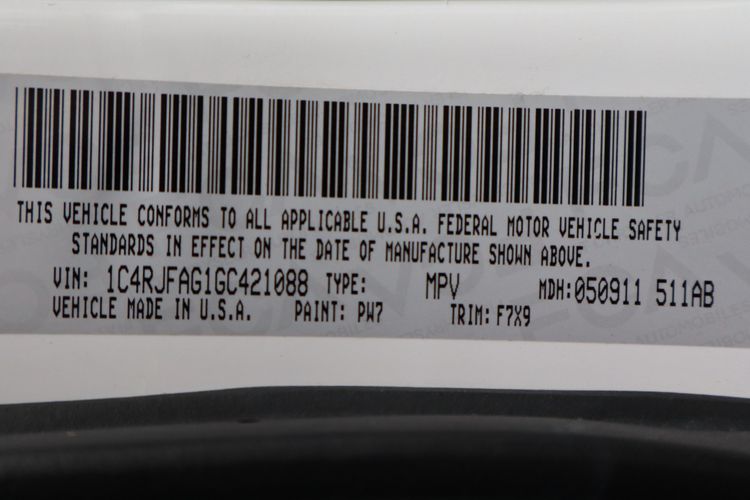 THIS VEHICLE CONFORMS TO ALL APPLICABLE U.S.A. FEDERAL MOTOR VEHICLE SAFETY
STANDARDS IN EFFECT ON THE DATE OF MANUFACTURE SHOWN ABOVE.
VIN: 1C4RJFAG1GC421088 TYPE: MPV MDH:050911 511AB
VEHICLE MADE IN U.S.A. PAINT: PW7 TRIM: F7X9